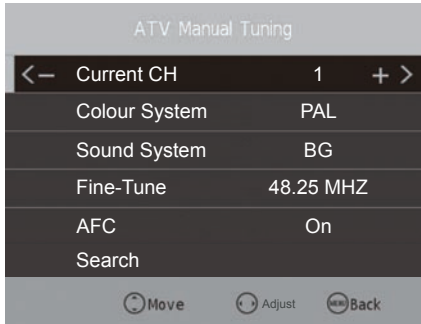 ATV Manual Tuning
<− Current CH 1 + >
Colour System PAL
Sound System BG
Fine-Tune 48.25 MHZ
AFC On
Search
Move Adjust MENU Back